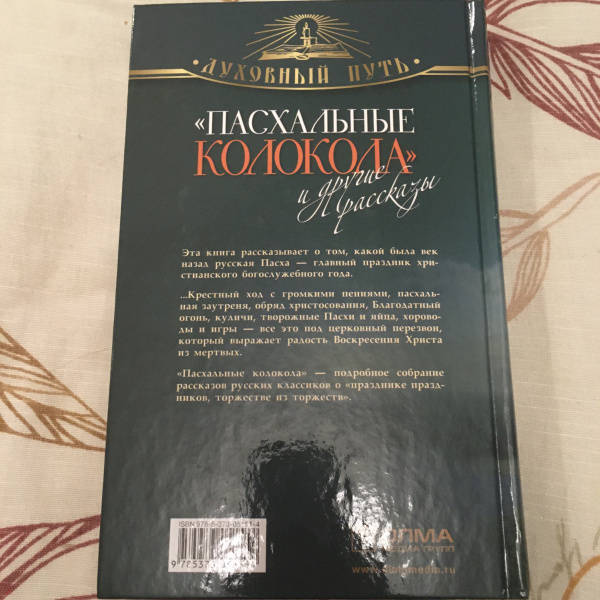 • ДУХОВНЫЙ ПУТЬ •
«ПАСХАЛЬНЫЕ
КОЛОКОЛА»
и другие
рассказы
Эта книга рассказывает о том, какой была век
назад русская Пасха — главный праздник хри-
стианского богослужебного года.
...Крестный ход с громкими пениями, пасхаль-
ная заутреня, обряд христосования, Благодатный
огонь, куличи, творожные Пасхи и яйца, хорово-
ды и игры — все это под церковный перезвон,
который выражает радость Воскресения Христа
из мертвых.
«Пасхальные колокола» — подробное собрание
рассказов русских классиков о «празднике празд-
ников, торжестве из торжеств».
ISBN
ГРУПП